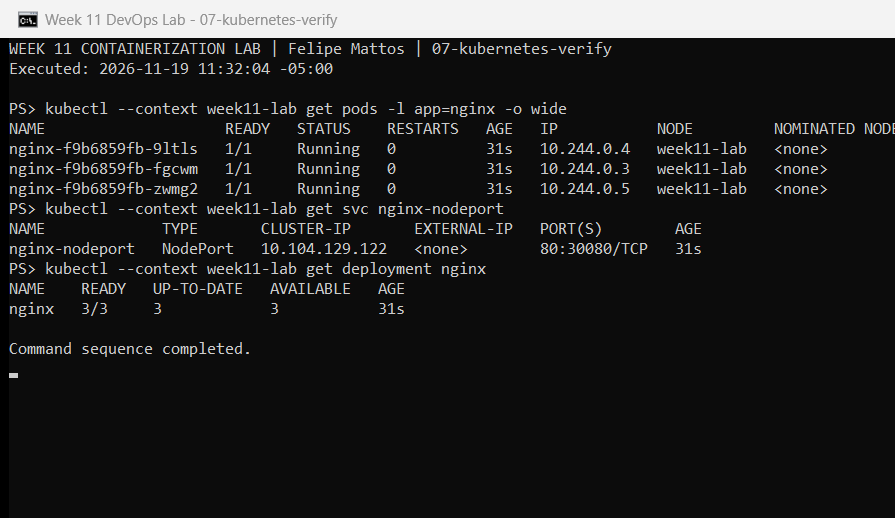 Week 11 DevOps Lab - 07-kubernetes-verify
WEEK 11 CONTAINERIZATION LAB | Felipe Mattos | 07-kubernetes-verify
Executed: 2026-11-19 11:32:04 -05:00
PS> kubectl --context week11-lab get pods -l app=nginx -o wide
NAME                    READY   STATUS    RESTARTS   AGE   IP           NODE         NOMINATED NODE
nginx-f9b6859fb-9ltls   1/1     Running   0          31s   10.244.0.4   week11-lab   <none>
nginx-f9b6859fb-fgcwm   1/1     Running   0          31s   10.244.0.3   week11-lab   <none>
nginx-f9b6859fb-zwmg2   1/1     Running   0          31s   10.244.0.5   week11-lab   <none>
PS> kubectl --context week11-lab get svc nginx-nodeport
NAME             TYPE       CLUSTER-IP       EXTERNAL-IP   PORT(S)        AGE
nginx-nodeport   NodePort   10.104.129.122   <none>        80:30080/TCP   31s
PS> kubectl --context week11-lab get deployment nginx
NAME    READY   UP-TO-DATE   AVAILABLE   AGE
nginx   3/3     3            3           31s
Command sequence completed.